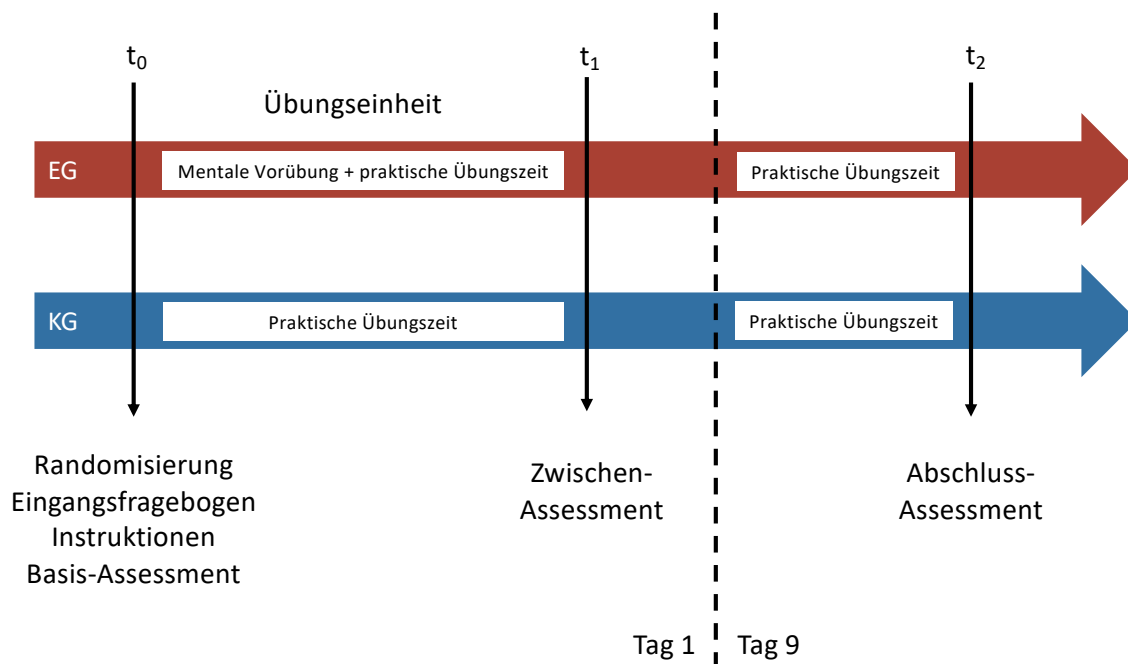 t₀
t₁
t₂
Übungseinheit
EG
Mentale Vorübung + praktische Übungszeit
Praktische Übungszeit
KG
Praktische Übungszeit
Praktische Übungszeit
Randomisierung
Eingangsfragebogen
Instruktionen
Basis-Assessment
Zwischen-
Assessment
Abschluss-
Assessment
Tag 1
Tag 9